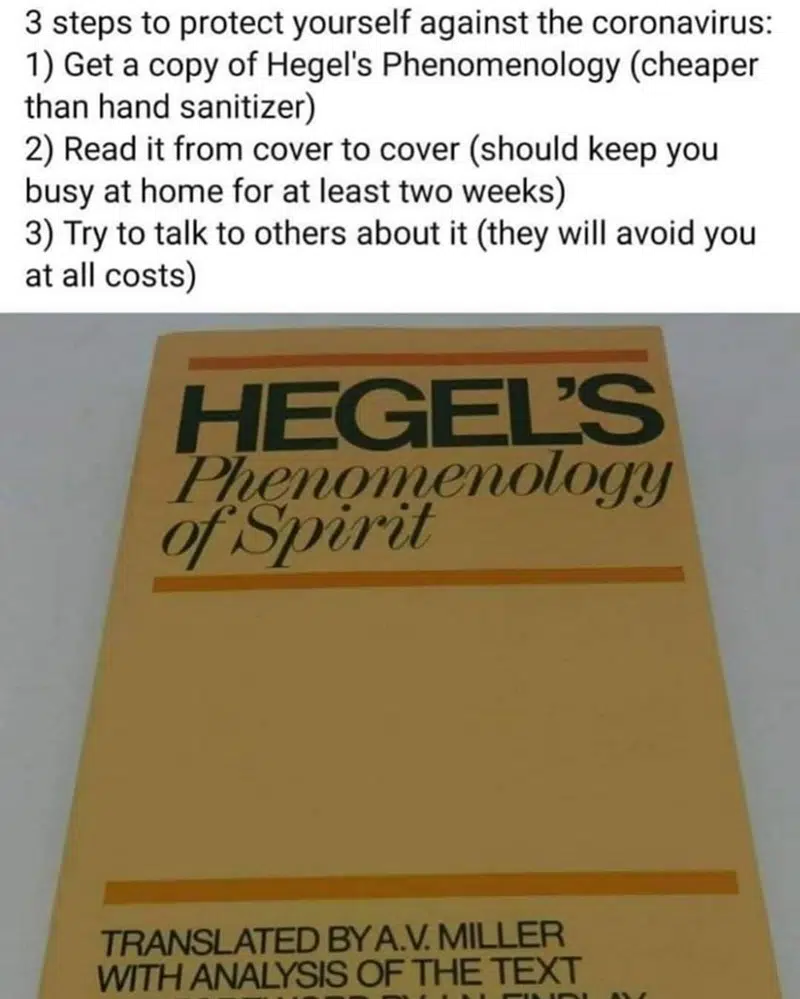 3 steps to protect yourself against the coronavirus:
1) Get a copy of Hegel's Phenomenology (cheaper
than hand sanitizer)
2) Read it from cover to cover (should keep you
busy at home for at least two weeks)
3) Try to talk to others about it (they will avoid you
at all costs)
HEGEL'S
Phenomenology
of Spirit
TRANSLATED BY A.V. MILLER
WITH ANALYSIS OF THE TEXT